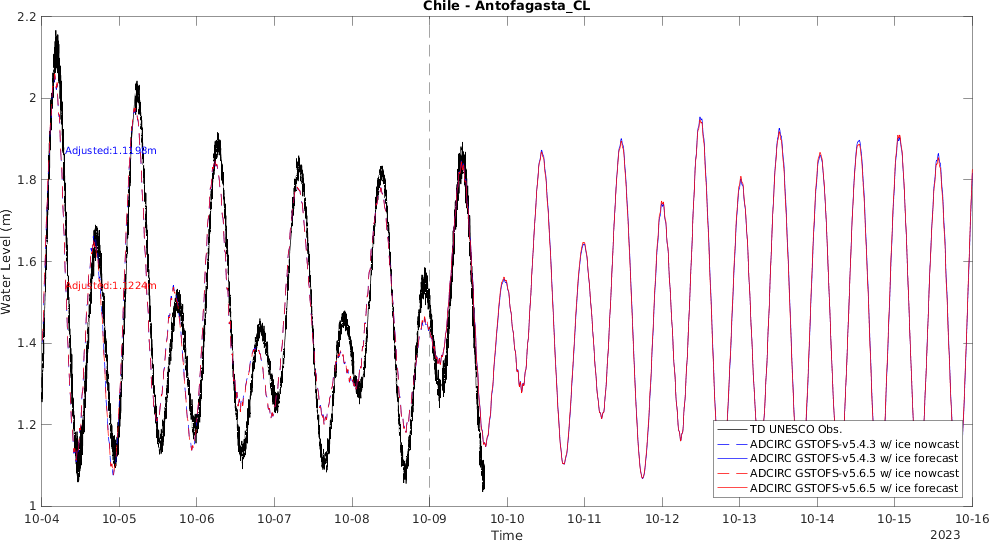 Chile - Antofagasta_CL
2.2
2
1.8
1.6
1.4
1.2
1
Water Level (m)
Adjusted:1.1193m
Adjusted:1.1224m
TD UNESCO Obs.
ADCIRC GSTOFS-v5.4.3 w/ ice nowcast
ADCIRC GSTOFS-v5.4.3 w/ ice forecast
ADCIRC GSTOFS-v5.6.5 w/ ice nowcast
ADCIRC GSTOFS-v5.6.5 w/ ice forecast
10-04 10-05 10-06 10-07 10-08 10-09 10-10 10-11 10-12 10-13 10-14 10-15 10-16
Time
2023